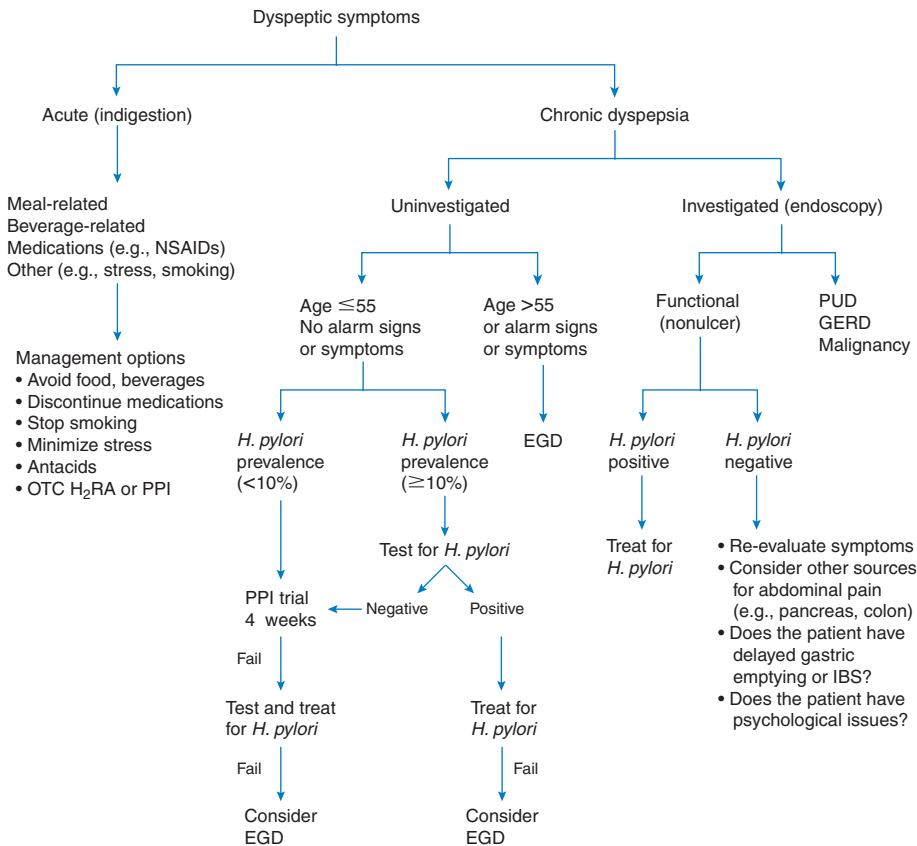 Dyspeptic symptoms
Acute (indigestion)
Meal-related
Beverage-related
Medications (e.g., NSAIDs)
Other (e.g., stress, smoking)
Management options
• Avoid food, beverages
• Discontinue medications
• Stop smoking
• Minimize stress
• Antacids
• OTC H₂RA or PPI
Chronic dyspepsia
Uninvestigated
Age ≤55
No alarm signs
or symptoms
H. pylori
prevalence
(<10%)
PPI trial
4 weeks
Fail
Test and treat
for H. pylori
Fail
Consider
EGD
H. pylori
prevalence
(≥10%)
Test for H. pylori
Negative
Positive
Treat for
H. pylori
Fail
Consider
EGD
Age >55
or alarm signs
or symptoms
EGD
Investigated (endoscopy)
Functional
(nonulcer)
H. pylori
positive
Treat for
H. pylori
H. pylori
negative
• Re-evaluate symptoms
• Consider other sources
for abdominal pain
(e.g., pancreas, colon)
• Does the patient have
delayed gastric
emptying or IBS?
• Does the patient have
psychological issues?
PUD
GERD
Malignancy